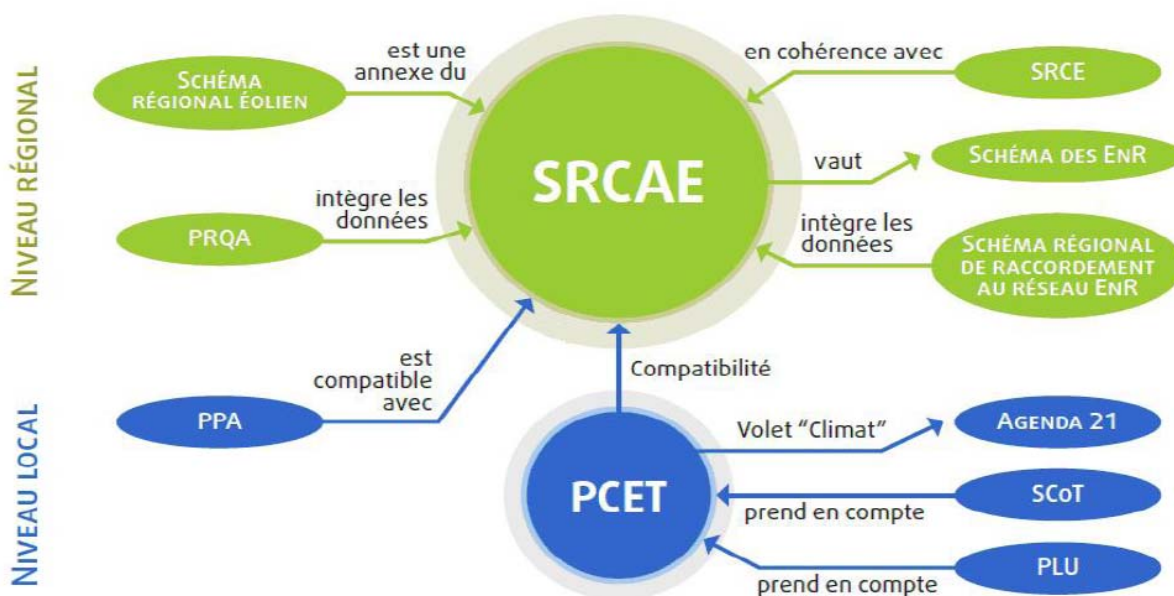 NIVEAU RÉGIONAL
est une
annexe du
SCHÉMA
RÉGIONAL ÉOLIEN
SRCAE
en cohérence avec
SRCE
vaut
SCHÉMA DES ENR
intègre les
données
PRQA
intègre les
données
SCHÉMA RÉGIONAL
DE RACCORDEMENT
AU RÉSEAU ENR
NIVEAU LOCAL
est
compatible
avec
PPA
Compatibilité
PCET
Volet “Climat”
AGENDA 21
SCOT
prend en compte
PLU
prend en compte